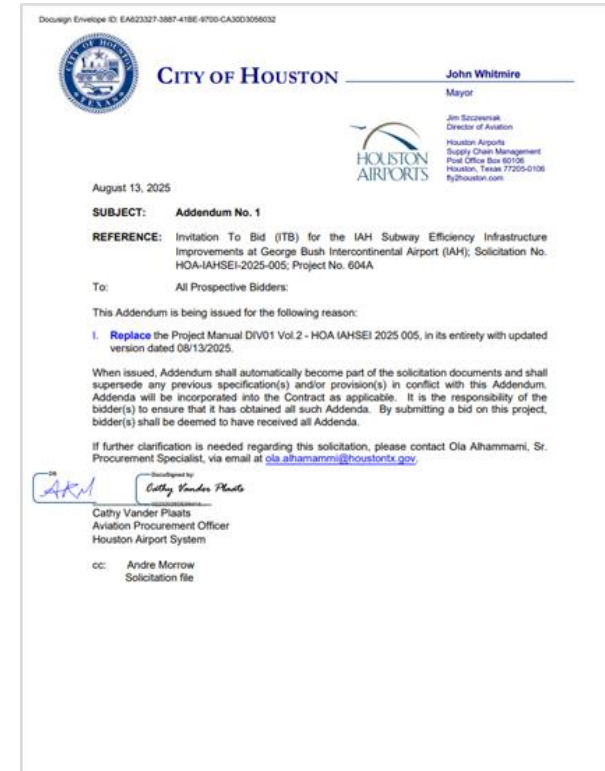 Docusign Envelope ID: EA623327-3887-41BE-9700-CA30D3056032
CITY OF HOUSTON
John Whitmire
Mayor
Jim Szczesniak
Director of Aviation
HOUSTON
AIRPORTS
Houston Airports
Supply Chain Management
Post Office Box 60106
Houston, Texas 77205-0106
fly2houston.com
August 13, 2025
SUBJECT: Addendum No. 1
REFERENCE: Invitation To Bid (ITB) for the IAH Subway Efficiency Infrastructure
Improvements at George Bush Intercontinental Airport (IAH); Solicitation No.
HOA-IAHSEI-2025-005; Project No. 604A
To: All Prospective Bidders:
This Addendum is being issued for the following reason:
I. Replace the Project Manual DIV01 Vol.2 - HOA IAHSEI 2025 005, in its entirety with updated
version dated 08/13/2025.
When issued, Addendum shall automatically become part of the solicitation documents and shall
supersede any previous specification(s) and/or provision(s) in conflict with this Addendum.
Addenda will be incorporated into the Contract as applicable. It is the responsibility of the
bidder(s) to ensure that it has obtained all such Addenda. By submitting a bid on this project,
bidder(s) shall be deemed to have received all Addenda.
If further clarification is needed regarding this solicitation, please contact Ola Alhammami, Sr.
Procurement Specialist, via email at ola.alhamammi@houstontx.gov.
DS
DocuSigned by:
Cathy Vander Plaats
Cathy Vander Plaats
Aviation Procurement Officer
Houston Airport System
cc: Andre Morrow
Solicitation file